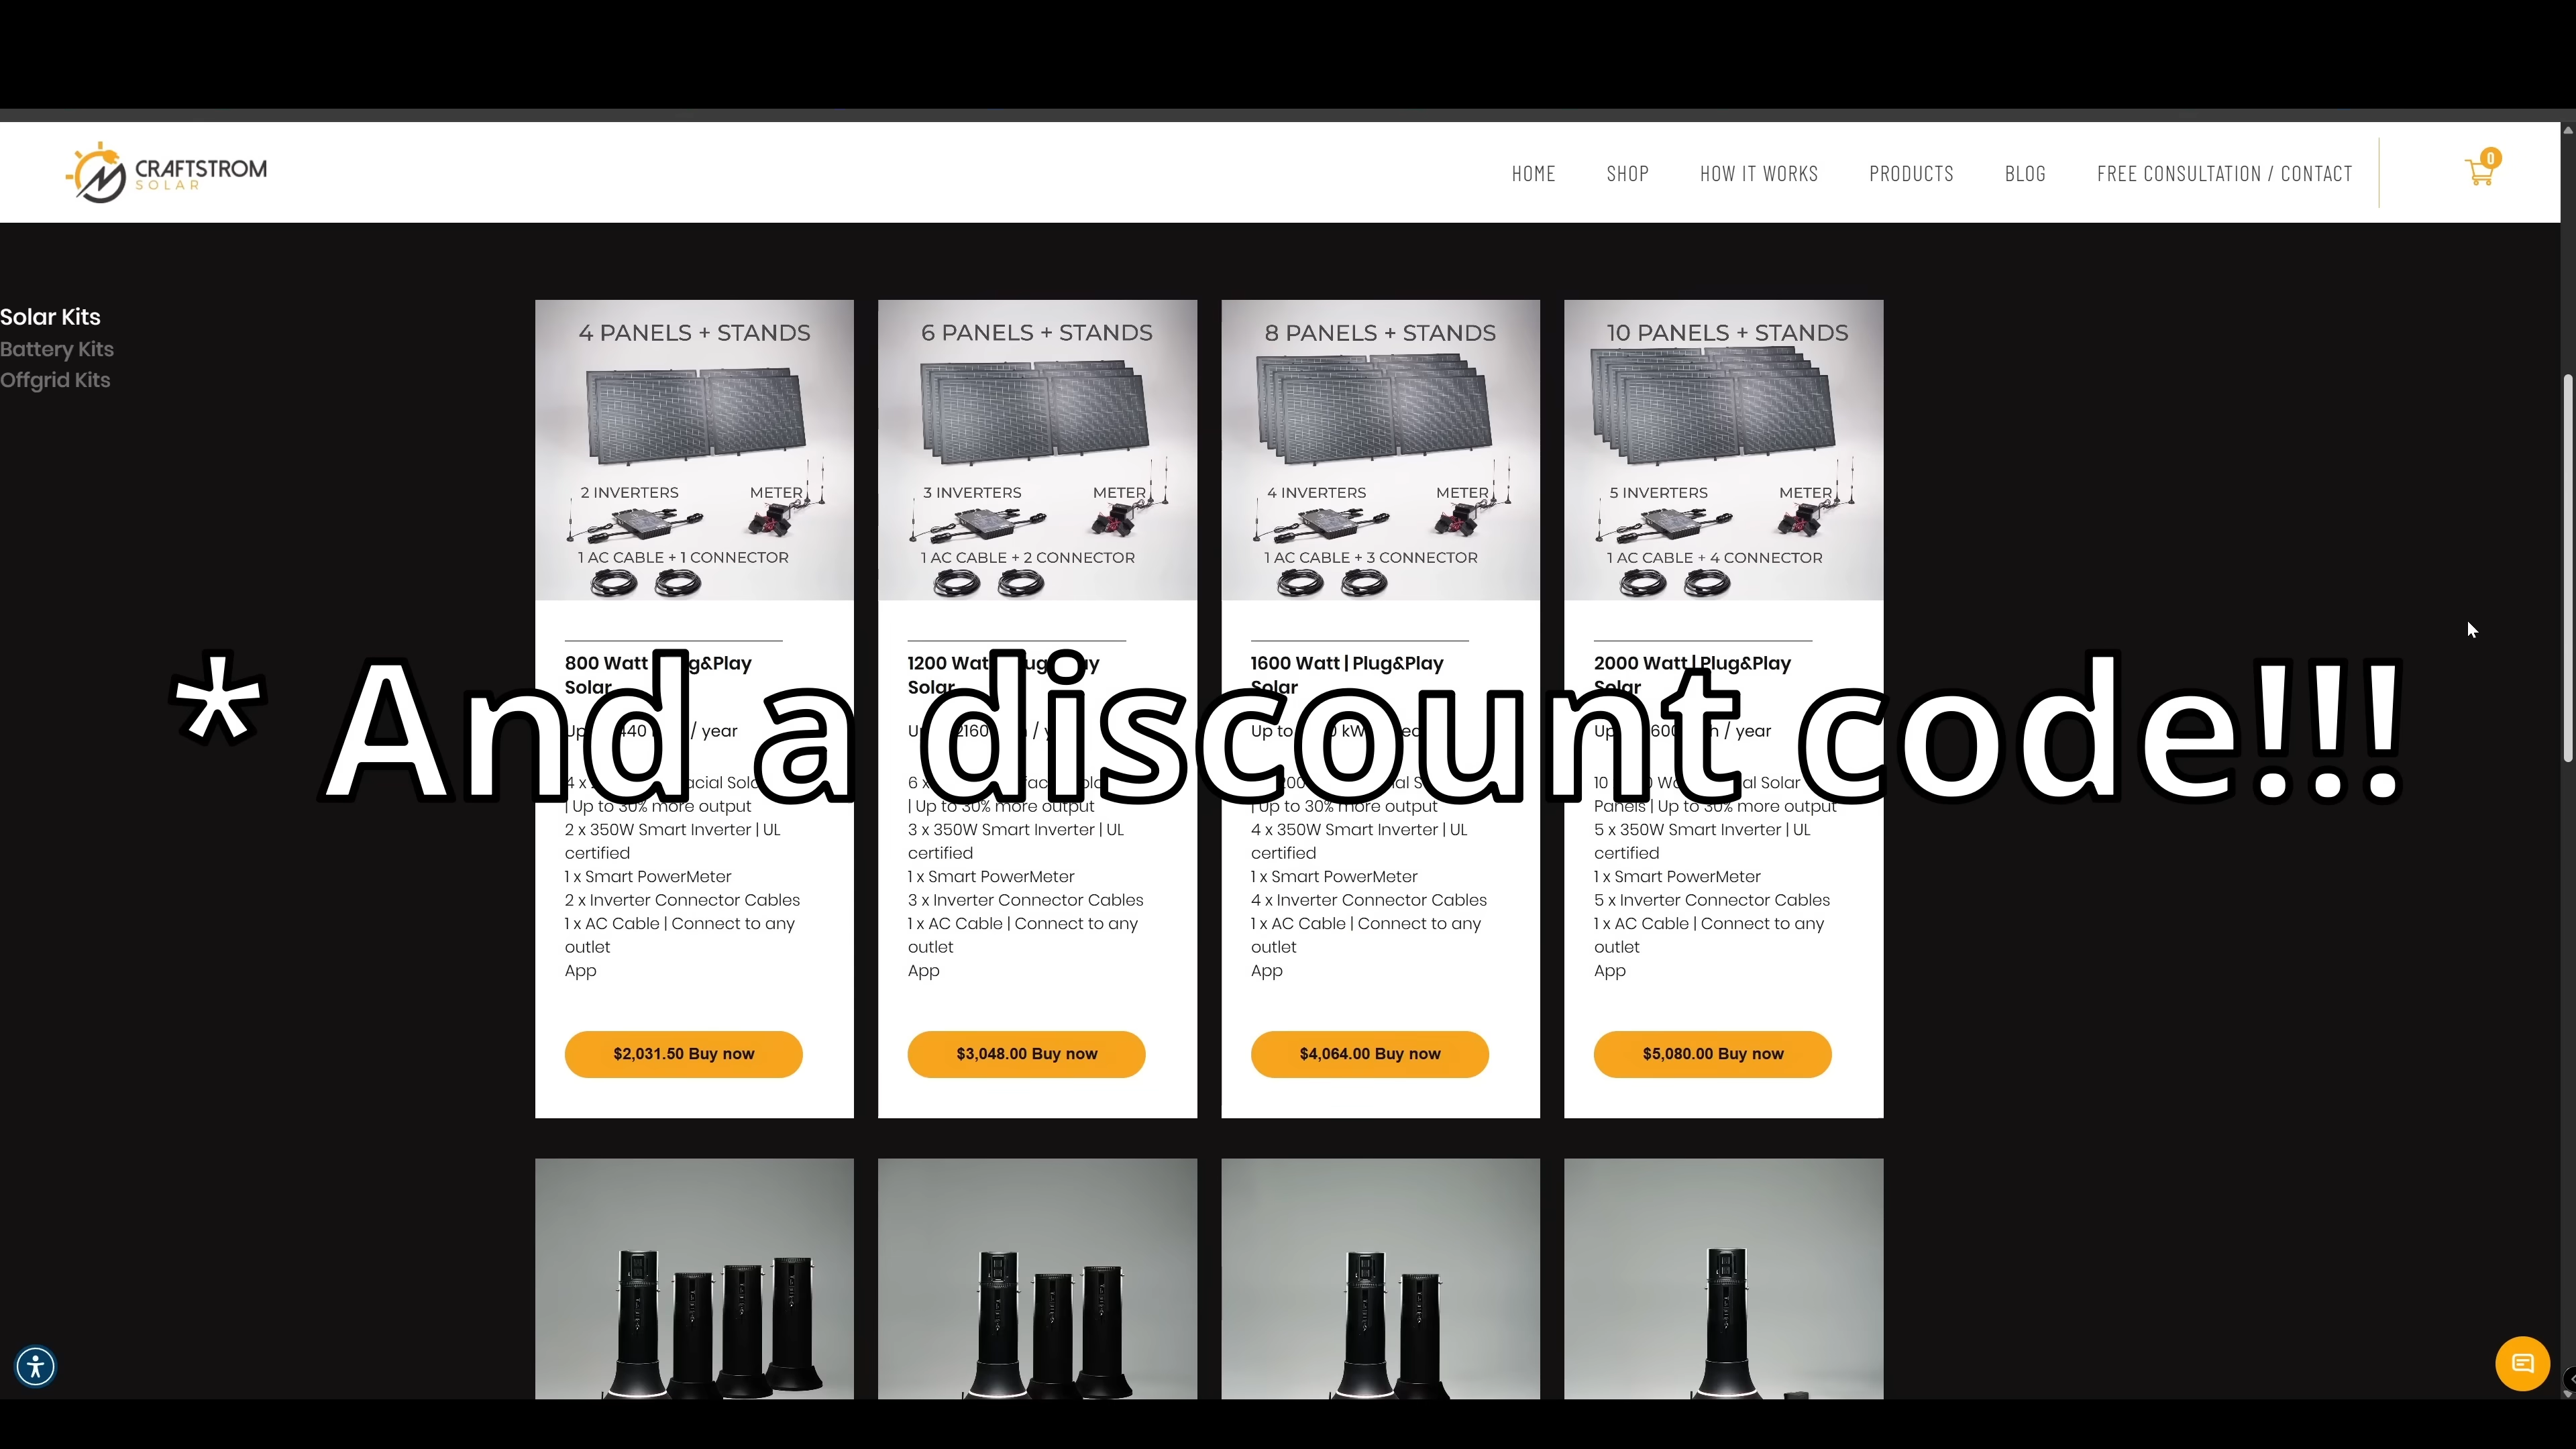 CRAFTSTROM
SOLAR
HOME
SHOP
HOW IT WORKS
PRODUCTS
BLOG
FREE CONSULTATION / CONTACT
0
Solar Kits
Battery Kits
Offgrid Kits
4 PANELS + STANDS
2 INVERTERS
METER
1 AC CABLE + 1 CONNECTOR
6 PANELS + STANDS
3 INVERTERS
METER
1 AC CABLE + 2 CONNECTOR
8 PANELS + STANDS
4 INVERTERS
METER
1 AC CABLE + 3 CONNECTOR
10 PANELS + STANDS
5 INVERTERS
METER
1 AC CABLE + 4 CONNECTOR
* And a discount code!!!
800 Watt
Solar
/ year
| Up to 30% more output
2 x 350W Smart Inverter | UL
certified
1 x Smart PowerMeter
2 x Inverter Connector Cables
1 x AC Cable | Connect to any
outlet
App
$2,031.50 Buy now
1200 Watt
Solar
| Up to 30% more output
3 x 350W Smart Inverter | UL
certified
1 x Smart PowerMeter
3 x Inverter Connector Cables
1 x AC Cable | Connect to any
outlet
App
$3,048.00 Buy now
1600 Watt | Plug&Play
Solar
Up to
| Up to 30% more output
4 x 350W Smart Inverter | UL
certified
1 x Smart PowerMeter
4 x Inverter Connector Cables
1 x AC Cable | Connect to any
outlet
App
$4,064.00 Buy now
2000 Watt | Plug&Play
Solar
/ year
10
Solar
Panels | Up to 30% more output
5 x 350W Smart Inverter | UL
certified
1 x Smart PowerMeter
5 x Inverter Connector Cables
1 x AC Cable | Connect to any
outlet
App
$5,080.00 Buy now